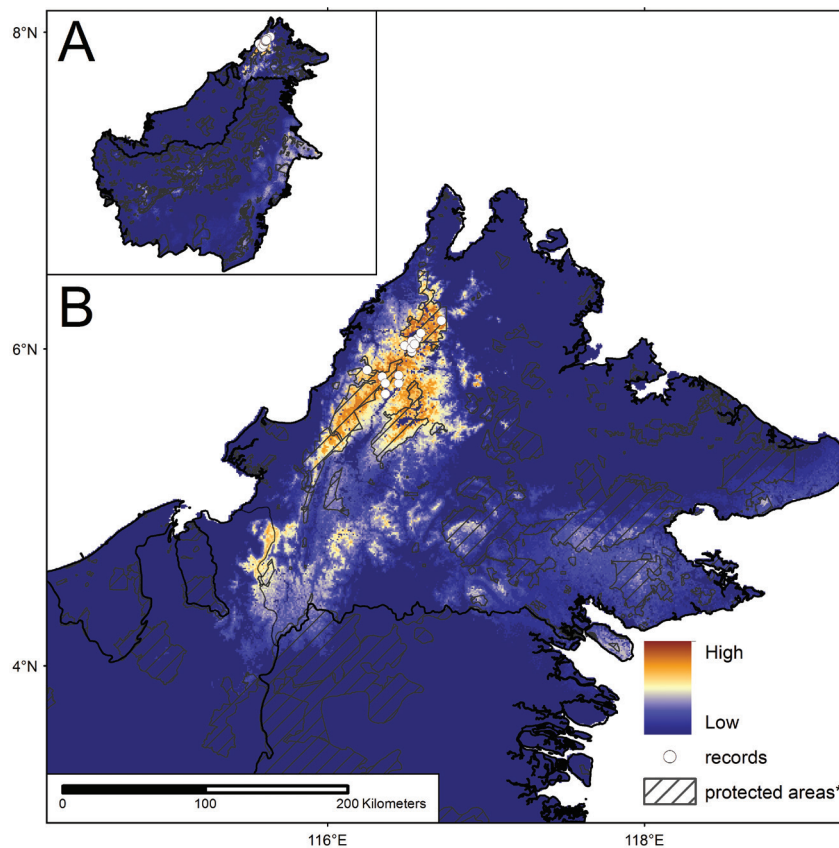 A
8°N
B
6°N
4°N
High
Low
records
protected areas*
0
100
200 Kilometers
116°E
118°E